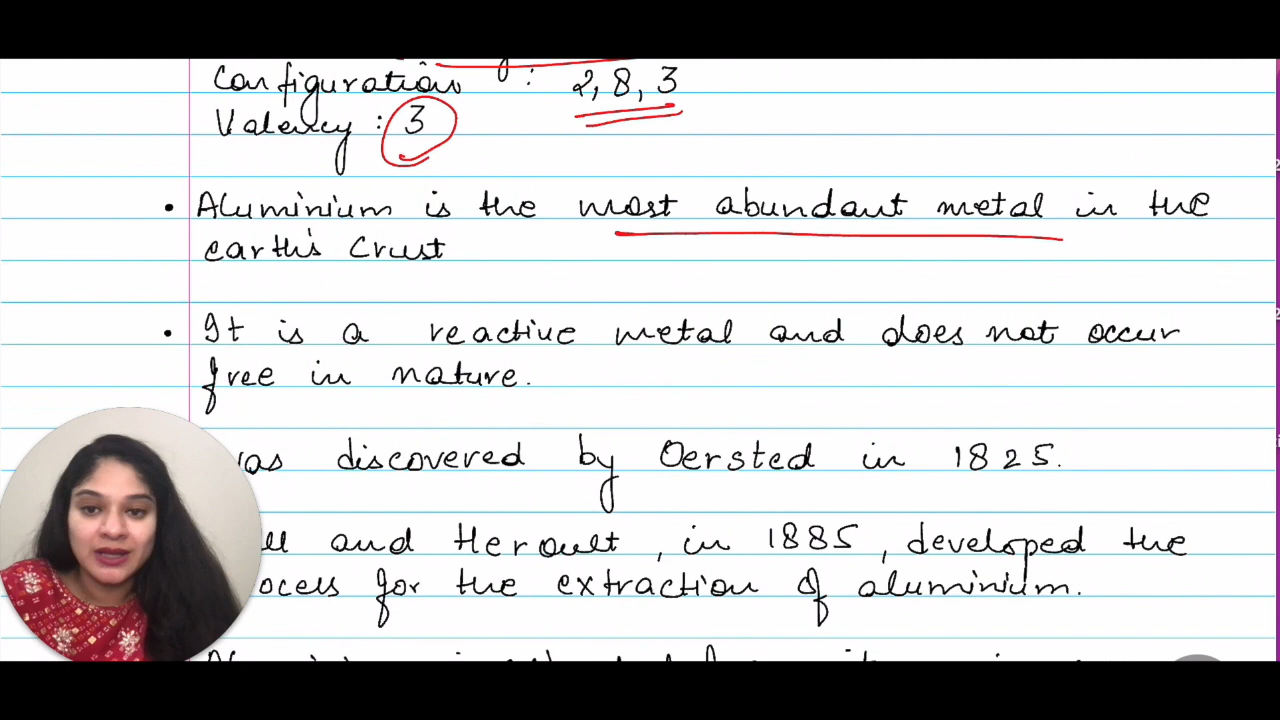 Configuration : 2, 8, 3
Valency : 3
• Aluminium is the most abundant metal in the
earth's crust
• It is a reactive metal and does not occur
free in nature.
was discovered by Oersted in 1825.
and Heroult, in 1885, developed the
ocess for the extraction of aluminium.